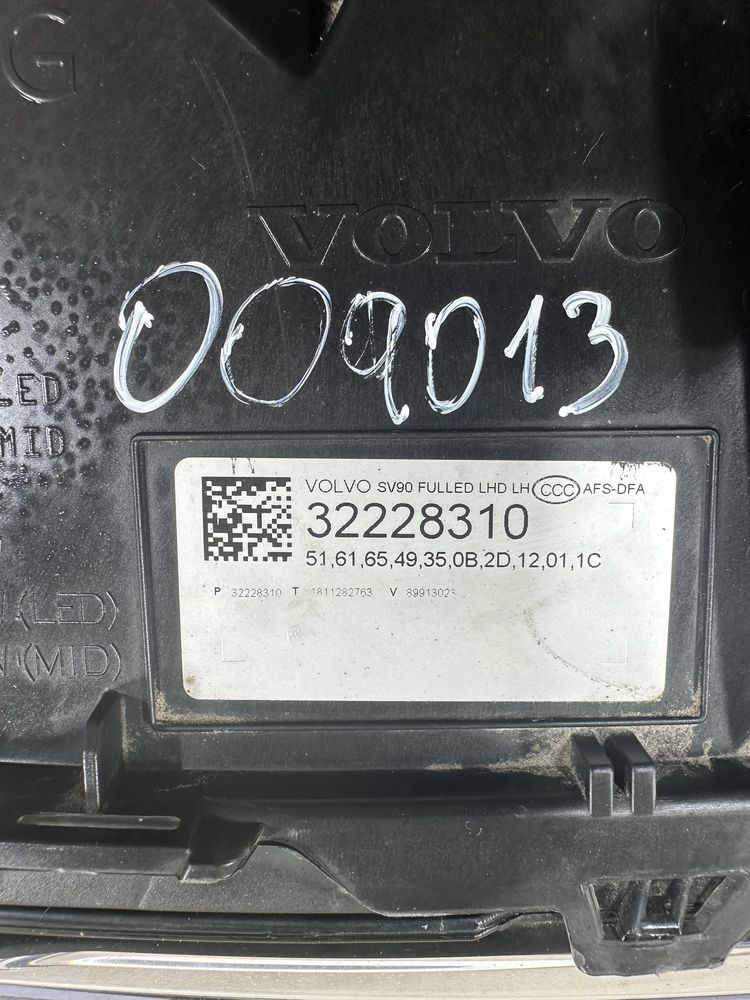 G
VOLVO
009013
LED
MID
VOLVO SV90 FULLED LHD LH CCC AFS-DFA
32228310
51,61,65,49,35,0B,2D,12,01,1C
P 32228310 T 1811282763 V 89913023
(LED)
(MID)